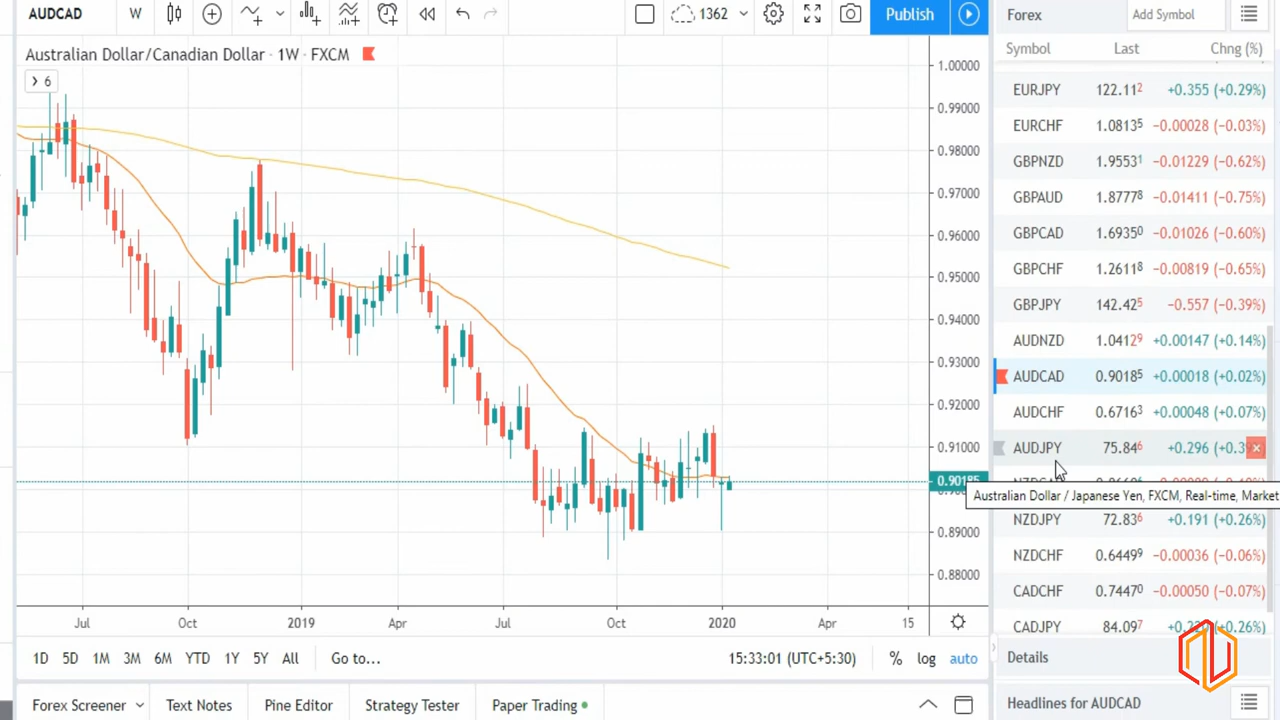 AUDCAD W 1362 Publish
Australian Dollar/Canadian Dollar · 1W · FXCM
6
1.00000
0.99000
0.98000
0.97000
0.96000
0.95000
0.94000
0.93000
0.92000
0.91000
0.90185
0.89000
0.88000
Jul Oct 2019 Apr Jul Oct 2020 Apr 15
1D 5D 1M 3M 6M YTD 1Y 5Y All Go to... 15:33:01 (UTC+5:30) % log auto
Forex Screener Text Notes Pine Editor Strategy Tester Paper Trading
Forex Add Symbol
Symbol Last Chng (%)
EURJPY 122.112 +0.355 (+0.29%)
EURCHF 1.08135 −0.00028 (−0.03%)
GBPNZD 1.95531 −0.01229 (−0.62%)
GBPAUD 1.87778 −0.01411 (−0.75%)
GBPCAD 1.69350 −0.01026 (−0.60%)
GBPCHF 1.26118 −0.00819 (−0.65%)
GBPJPY 142.425 −0.557 (−0.39%)
AUDNZD 1.04129 +0.00147 (+0.14%)
AUDCAD 0.90185 +0.00018 (+0.02%)
AUDCHF 0.67163 +0.00048 (+0.07%)
AUDJPY 75.846 +0.296
Australian Dollar / Japanese Yen, FXCM, Real-time, Market
NZDJPY 72.836 +0.191 (+0.26%)
NZDCHF 0.64499 −0.00036 (−0.06%)
CADCHF 0.74470 −0.00050 (−0.07%)
CADJPY 84.097 (+0.26%)
Details
Headlines for AUDCAD